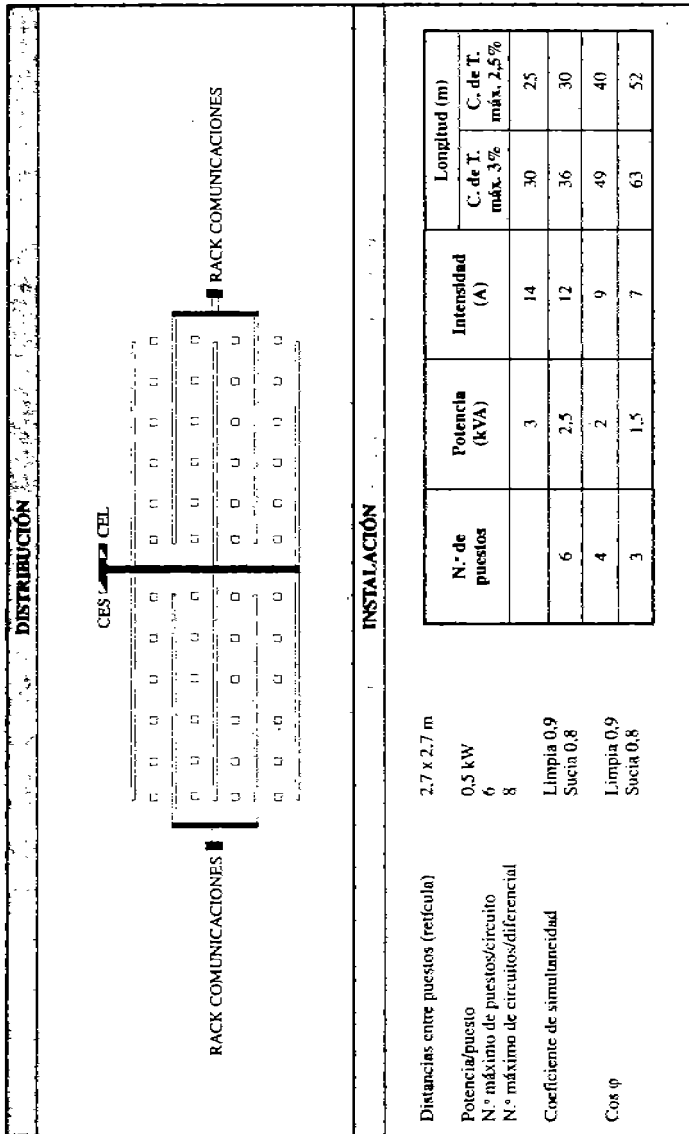 DISTRIBUCIÓN
CES
CEL
RACK COMUNICACIONES
RACK COMUNICACIONES
INSTALACIÓN
Distancias entre puestos (retícula) 2.7 x 2.7 m
Potencia/puesto 0,5 kW
N.º máximo de puestos/circuito 6
N.º máximo de circuitos/diferencial 8
Coeficiente de simultaneidad Limpia 0,9
Sucia 0,8
Cos φ Limpia 0,9
Sucia 0,8
N.º de puestos Potencia (kVA) Intensidad (A) Longitud (m)
C. de T. máx. 3% C. de T. máx. 2,5%
3 14 30 25
6 2,5 12 36 30
4 2 9 49 40
3 1,5 7 63 52